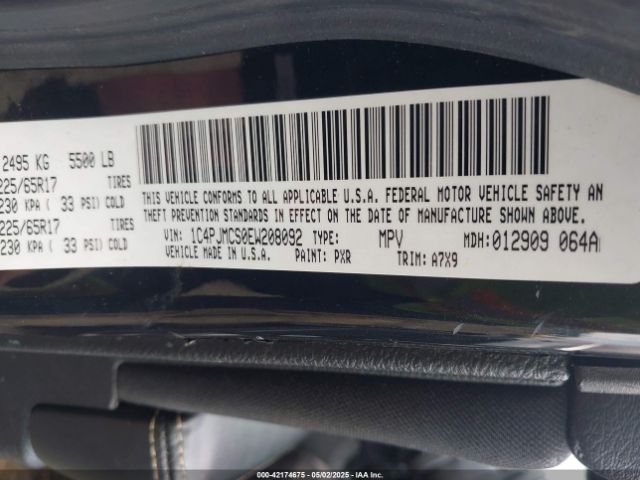 2495 KG 5500 LB
225/65R17 TIRES
230 KPA ( 33 PSI) COLD
225/65R17 TIRES
230 KPA ( 33 PSI) COLD
THIS VEHICLE CONFORMS TO ALL APPLICABLE U.S.A. FEDERAL MOTOR VEHICLE SAFETY AN
THEFT PREVENTION STANDARDS IN EFFECT ON THE DATE OF MANUFACTURE SHOWN ABOVE.
VIN: 1C4PJMCS0EW208092 TYPE: MPV MDH: 012909 064A
VEHICLE MADE IN U.S.A. PAINT: PXR TRIM: A7X9
000-42174675 05/02/2025 IAA Inc.